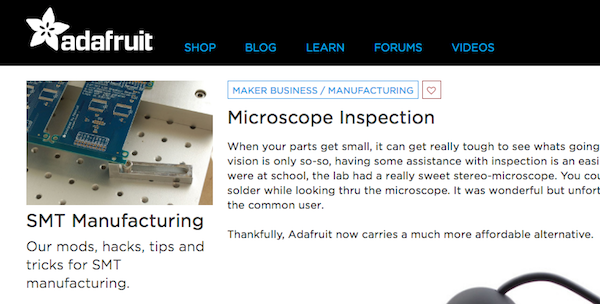 adafruit
SHOP BLOG LEARN FORUMS VIDEOS
MAKER BUSINESS / MANUFACTURING
Microscope Inspection
When your parts get small, it can get really tough to see whats going
vision is only so-so, having some assistance with inspection is an easi
were at school, the lab had a really sweet stereo-microscope. You cou
solder while looking thru the microscope. It was wonderful but unfort
the common user.
Thankfully, Adafruit now carries a much more affordable alternative.
SMT Manufacturing
Our mods, hacks, tips and
tricks for SMT
manufacturing.